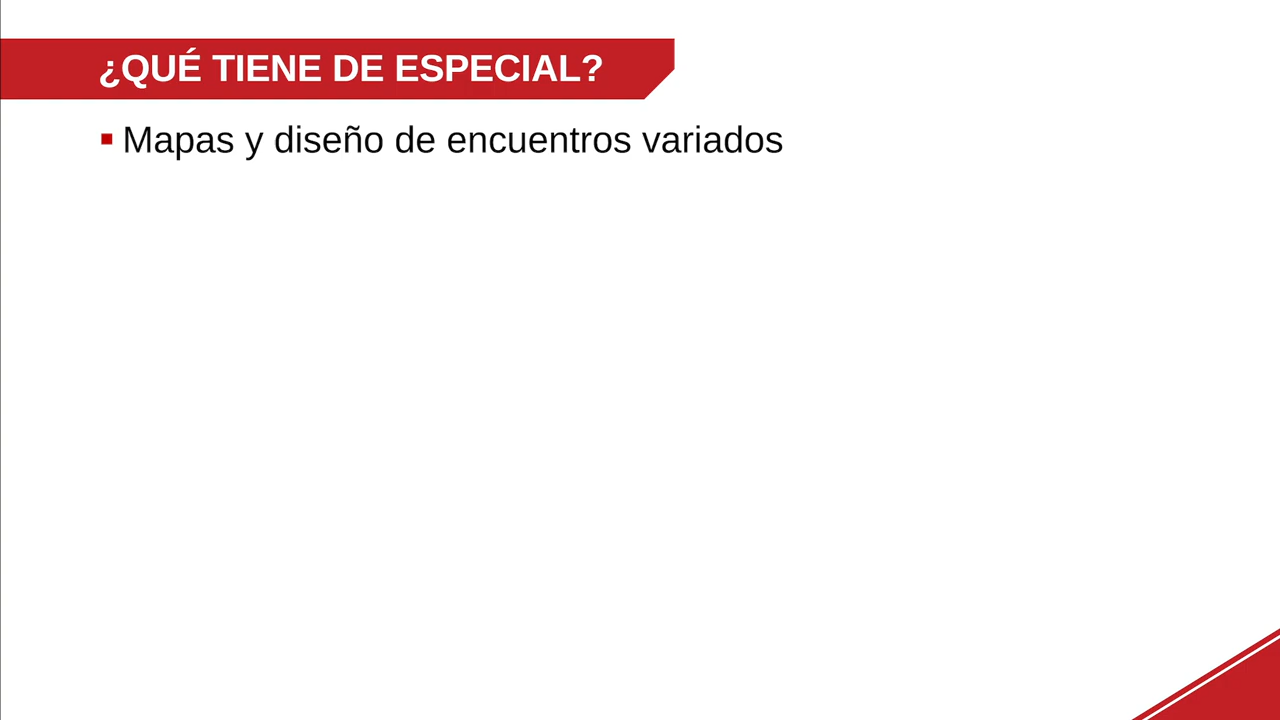 ¿QUÉ TIENE DE ESPECIAL?
Mapas y diseño de encuentros variados